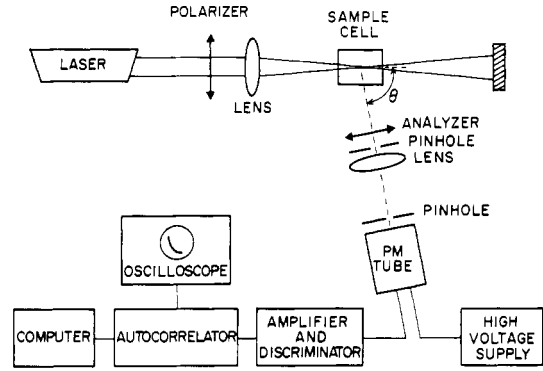 POLARIZER
SAMPLE
CELL
LASER
LENS
θ
ANALYZER
PINHOLE
LENS
PINHOLE
PM
TUBE
OSCILLOSCOPE
COMPUTER
AUTOCORRELATOR
AMPLIFIER
AND
DISCRIMINATOR
HIGH
VOLTAGE
SUPPLY